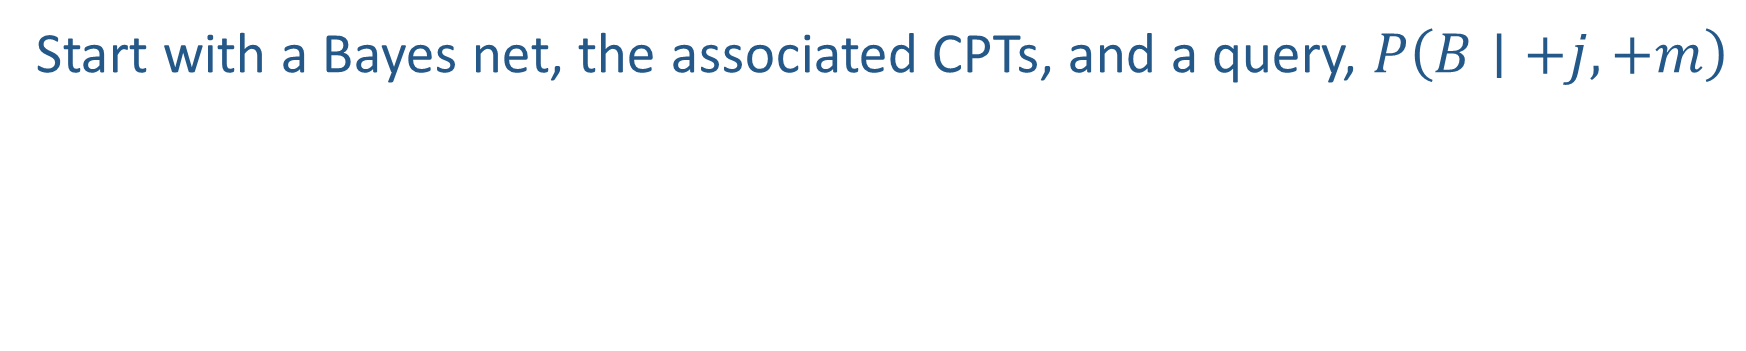 Start with a Bayes net, the associated CPTs, and a query, P(B | +j, +m)